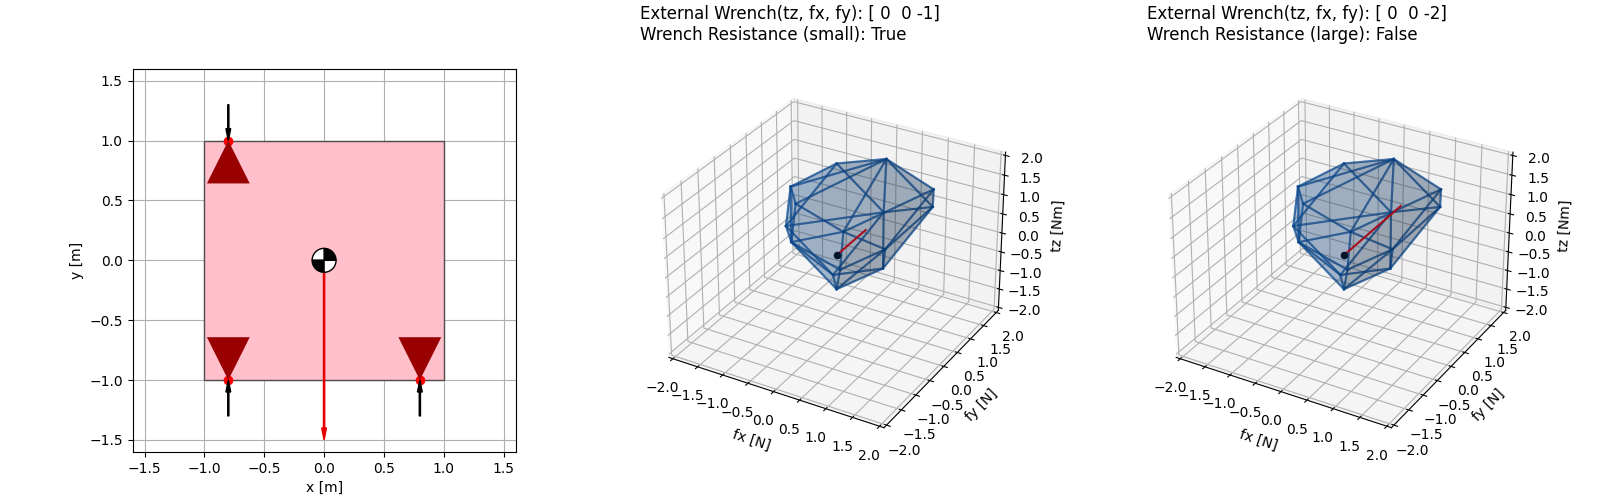 External Wrench(tz, fx, fy): [ 0  0 -1]
Wrench Resistance (small): True
External Wrench(tz, fx, fy): [ 0  0 -2]
Wrench Resistance (large): False
1.5
1.0
0.5
0.0
−0.5
−1.0
−1.5
y [m]
−1.5 −1.0 −0.5 0.0 0.5 1.0 1.5
x [m]
2.0
1.5
1.0
0.5
0.0
−0.5
−1.0
−1.5
−2.0
tz [Nm]
−2.0 −1.5 −1.0 −0.5 0.0 0.5 1.0 1.5 2.0
fx [N]
2.0
1.5
1.0
0.5
0.0
−0.5
−1.0
−1.5
−2.0
fy [N]
2.0
1.5
1.0
0.5
0.0
−0.5
−1.0
−1.5
−2.0
tz [Nm]
−2.0 −1.5 −1.0 −0.5 0.0 0.5 1.0 1.5 2.0
fx [N]
2.0
1.5
1.0
0.5
0.0
−0.5
−1.0
−1.5
−2.0
fy [N]